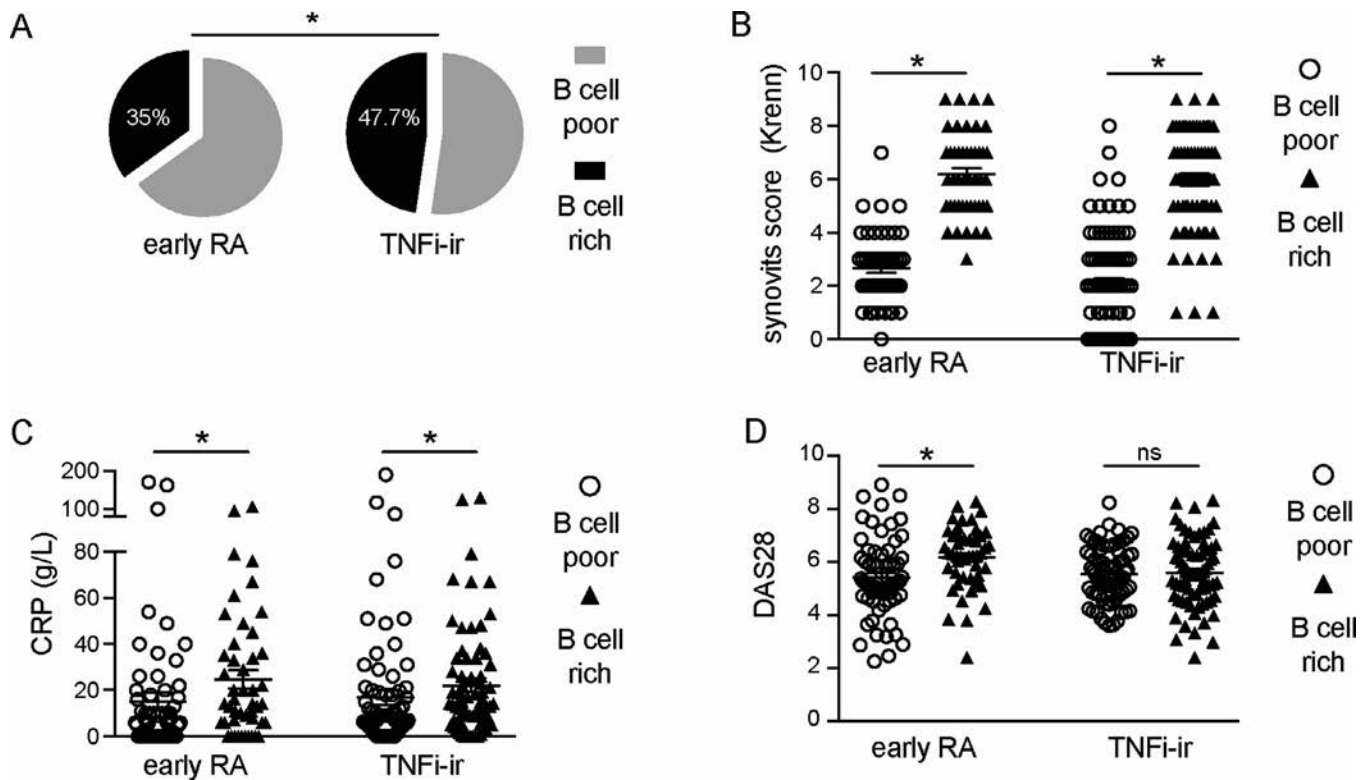 A
*
35%
47.7%
early RA
TNFi-ir
B cell
poor
B cell
rich
B
synovits score (Krenn)
10
8
6
4
2
0
*
*
early RA
TNFi-ir
B cell
poor
B cell
rich
C
CRP (g/L)
200
100
80
60
40
20
0
*
*
early RA
TNFi-ir
B cell
poor
B cell
rich
D
DAS28
10
8
6
4
2
0
*
ns
early RA
TNFi-ir
B cell
poor
B cell
rich